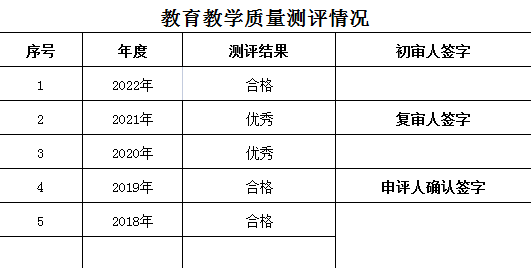 教育教学质量测评情况
序号 年度 测评结果 初审人签字
1 2022年 合格
2 2021年 优秀 复审人签字
3 2020年 优秀
4 2019年 合格 申评人确认签字
5 2018年 合格